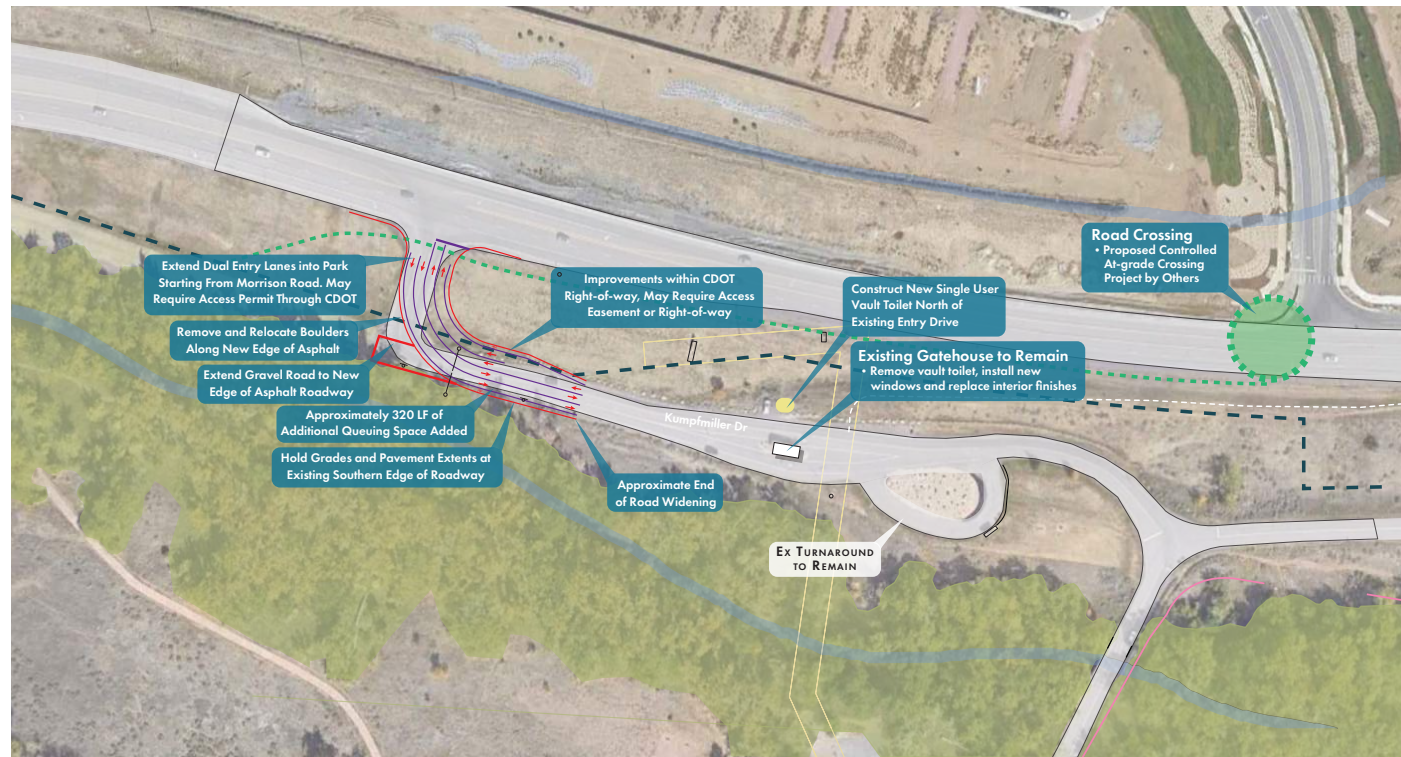 Road Crossing
• Proposed Controlled
At-grade Crossing
Project by Others
Extend Dual Entry Lanes into Park
Starting From Morrison Road. May
Require Access Permit Through CDOT
Improvements within CDOT
Right-of-way, May Require Access
Easement or Right-of-way
Construct New Single User
Vault Toilet North of
Existing Entry Drive
Remove and Relocate Boulders
Along New Edge of Asphalt
Existing Gatehouse to Remain
• Remove vault toilet, install new
windows and replace interior finishes
Extend Gravel Road to New
Edge of Asphalt Roadway
Approximately 320 LF of
Additional Queuing Space Added
Kumpfmiller Dr
Hold Grades and Pavement Extents at
Existing Southern Edge of Roadway
Approximate End
of Road Widening
Ex Turnaround
to Remain